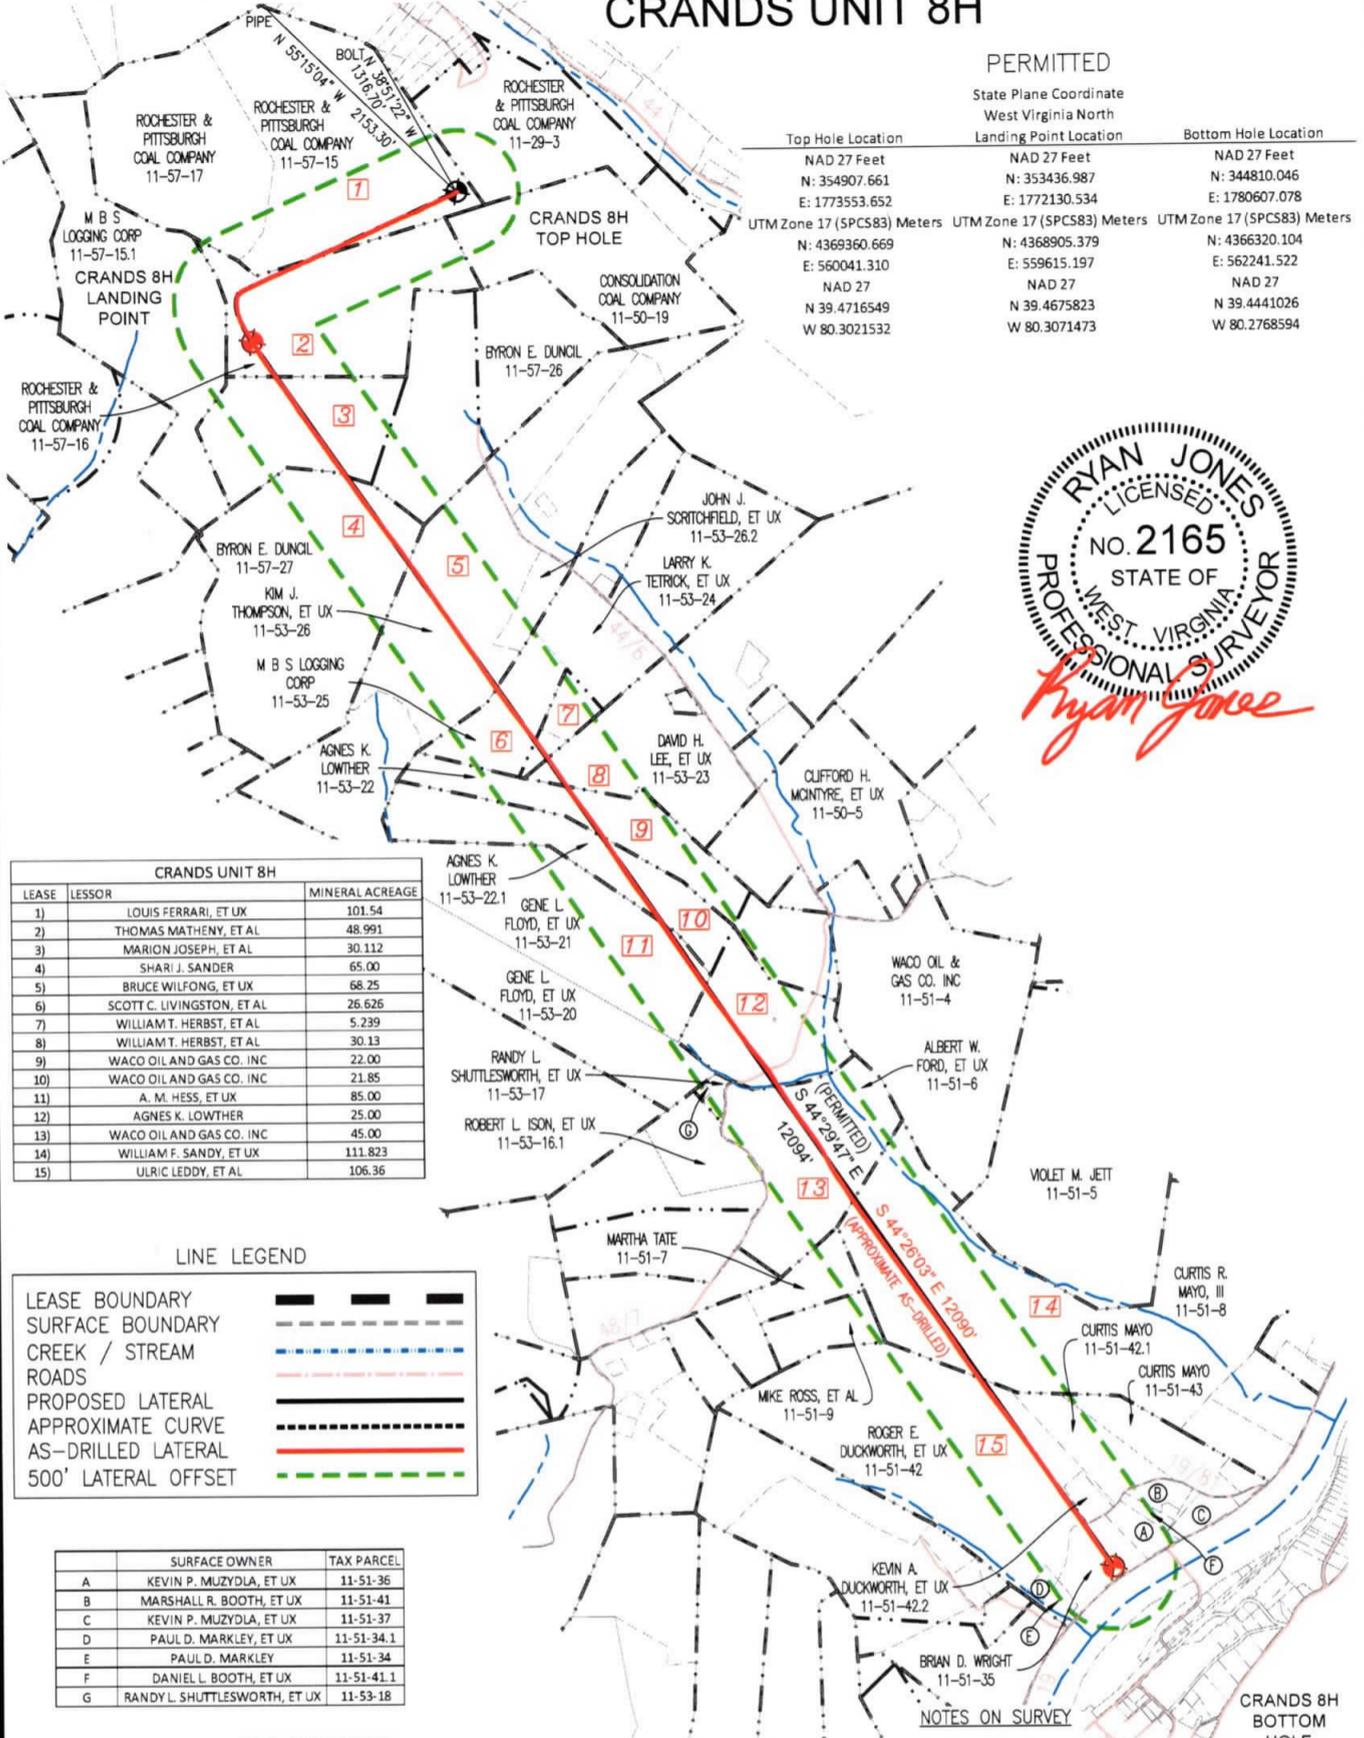 CRANDS UNIT 8H
PERMITTED
State Plane Coordinate
West Virginia North
Top Hole Location
Landing Point Location
Bottom Hole Location
NAD 27 Feet
NAD 27 Feet
NAD 27 Feet
N: 354907.661
N: 353436.987
N: 344810.046
E: 1773553.652
E: 1772130.534
E: 1780607.078
UTM Zone 17 (SPCS83) Meters
UTM Zone 17 (SPCS83) Meters
UTM Zone 17 (SPCS83) Meters
N: 4369360.669
N: 4368905.379
N: 4366320.104
E: 560041.310
E: 559615.197
E: 562241.522
NAD 27
NAD 27
NAD 27
N 39.4716549
N 39.4675823
N 39.4441026
W 80.3021532
W 80.3071473
W 80.2768594
PIPE
N 55°15'04" W 2153.30'
BOLT
N 38°51'22" W
1316.70'
ROCHESTER &
PITTSBURGH
COAL COMPANY
11-57-17
ROCHESTER &
PITTSBURGH
COAL COMPANY
11-57-15
ROCHESTER
& PITTSBURGH
COAL COMPANY
11-29-3
44
1
M B S
LOGGING CORP
11-57-15.1
CRANDS 8H
LANDING
POINT
CRANDS 8H
TOP HOLE
CONSOLIDATION
COAL COMPANY
11-50-19
2
BYRON E. DUNCIL
11-57-26
ROCHESTER &
PITTSBURGH
COAL COMPANY
11-57-16
3
RYAN JONES
LICENSED
NO. 2165
STATE OF
WEST VIRGINIA
PROFESSIONAL SURVEYOR
Ryan Jones
JOHN J.
SCRITCHFIELD, ET UX
11-53-26.2
4
5
BYRON E. DUNCIL
11-57-27
LARRY K.
TETRICK, ET UX
11-53-24
KIM J.
THOMPSON, ET UX
11-53-26
44/6
M B S LOGGING
CORP
11-53-25
7
6
AGNES K.
LOWTHER
11-53-22
DAVID H.
LEE, ET UX
11-53-23
8
CLIFFORD H.
MCINTYRE, ET UX
11-50-5
9
AGNES K.
LOWTHER
11-53-22.1
GENE L.
FLOYD, ET UX
11-53-21
10
11
GENE L.
FLOYD, ET UX
11-53-20
WACO OIL &
GAS CO. INC
11-51-4
12
RANDY L.
SHUTTLESWORTH, ET UX
11-53-17
ALBERT W.
FORD, ET UX
11-51-6
G
ROBERT L. ISON, ET UX
11-53-16.1
(PERMITTED)
S 44°29'47" E
12094'
13
S 44°26'03" E 12090'
(APPROXIMATE AS-DRILLED)
VIOLET M. JETT
11-51-5
MARTHA TATE
11-51-7
48/7
14
CURTIS R.
MAYO, III
11-51-8
CURTIS MAYO
11-51-42.1
CURTIS MAYO
11-51-43
MIKE ROSS, ET AL
11-51-9
ROGER E.
DUCKWORTH, ET UX
11-51-42
15
B
C
A
F
KEVIN A.
DUCKWORTH, ET UX
11-51-42.2
D
E
19
BRIAN D. WRIGHT
11-51-35
NOTES ON SURVEY
CRANDS 8H
BOTTOM
HOLE
CRANDS UNIT 8H
LEASE LESSOR MINERAL ACREAGE
1) LOUIS FERRARI, ET UX 101.54
2) THOMAS MATHENY, ET AL 48.991
3) MARION JOSEPH, ET AL 30.112
4) SHARI J. SANDER 65.00
5) BRUCE WILFONG, ET UX 68.25
6) SCOTT C. LIVINGSTON, ET AL 26.626
7) WILLIAM T. HERBST, ET AL 5.239
8) WILLIAM T. HERBST, ET AL 30.13
9) WACO OIL AND GAS CO. INC 22.00
10) WACO OIL AND GAS CO. INC 21.85
11) A. M. HESS, ET UX 85.00
12) AGNES K. LOWTHER 25.00
13) WACO OIL AND GAS CO. INC 45.00
14) WILLIAM F. SANDY, ET UX 111.823
15) ULRIC LEDDY, ET AL 106.36
LINE LEGEND
LEASE BOUNDARY
SURFACE BOUNDARY
CREEK / STREAM
ROADS
PROPOSED LATERAL
APPROXIMATE CURVE
AS-DRILLED LATERAL
500' LATERAL OFFSET
SURFACE OWNER TAX PARCEL
A KEVIN P. MUZYDLA, ET UX 11-51-36
B MARSHALL R. BOOTH, ET UX 11-51-41
C KEVIN P. MUZYDLA, ET UX 11-51-37
D PAUL D. MARKLEY, ET UX 11-51-34.1
E PAUL D. MARKLEY 11-51-34
F DANIEL L. BOOTH, ET UX 11-51-41.1
G RANDY L. SHUTTLESWORTH, ET UX 11-53-18